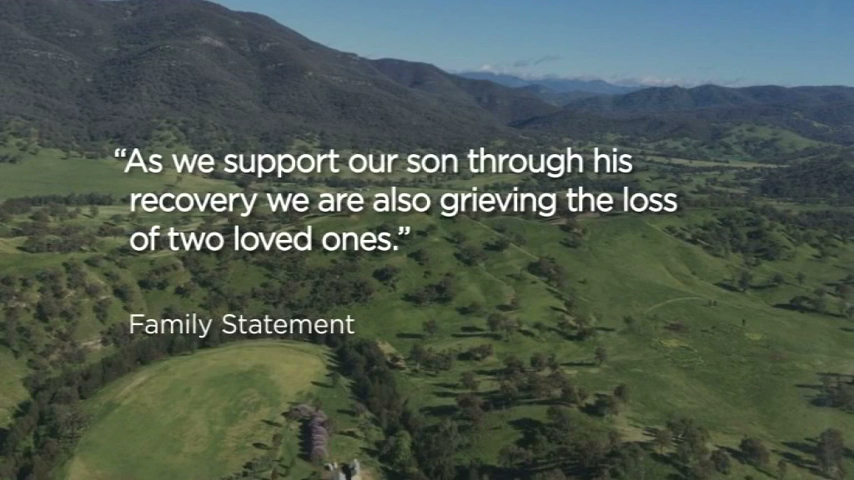 “As we support our son through his
recovery we are also grieving the loss
of two loved ones.”
Family Statement